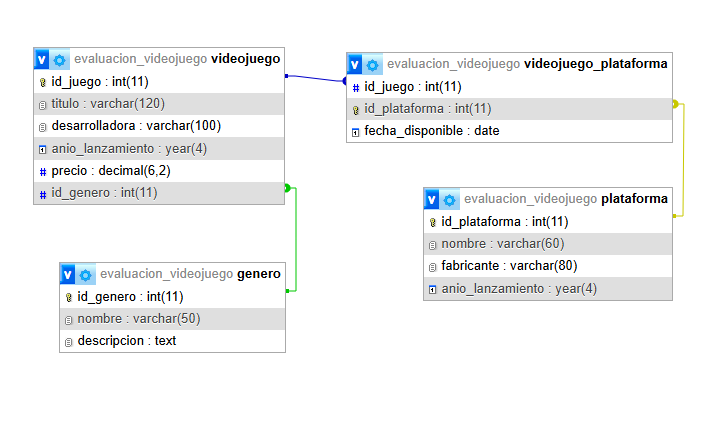 evaluacion_videojuego videojuego
id_juego : int(11)
titulo : varchar(120)
desarrolladora : varchar(100)
anio_lanzamiento : year(4)
precio : decimal(6,2)
id_genero : int(11)
evaluacion_videojuego videojuego_plataforma
id_juego : int(11)
id_plataforma : int(11)
fecha_disponible : date
evaluacion_videojuego plataforma
id_plataforma : int(11)
nombre : varchar(60)
fabricante : varchar(80)
anio_lanzamiento : year(4)
evaluacion_videojuego genero
id_genero : int(11)
nombre : varchar(50)
descripcion : text